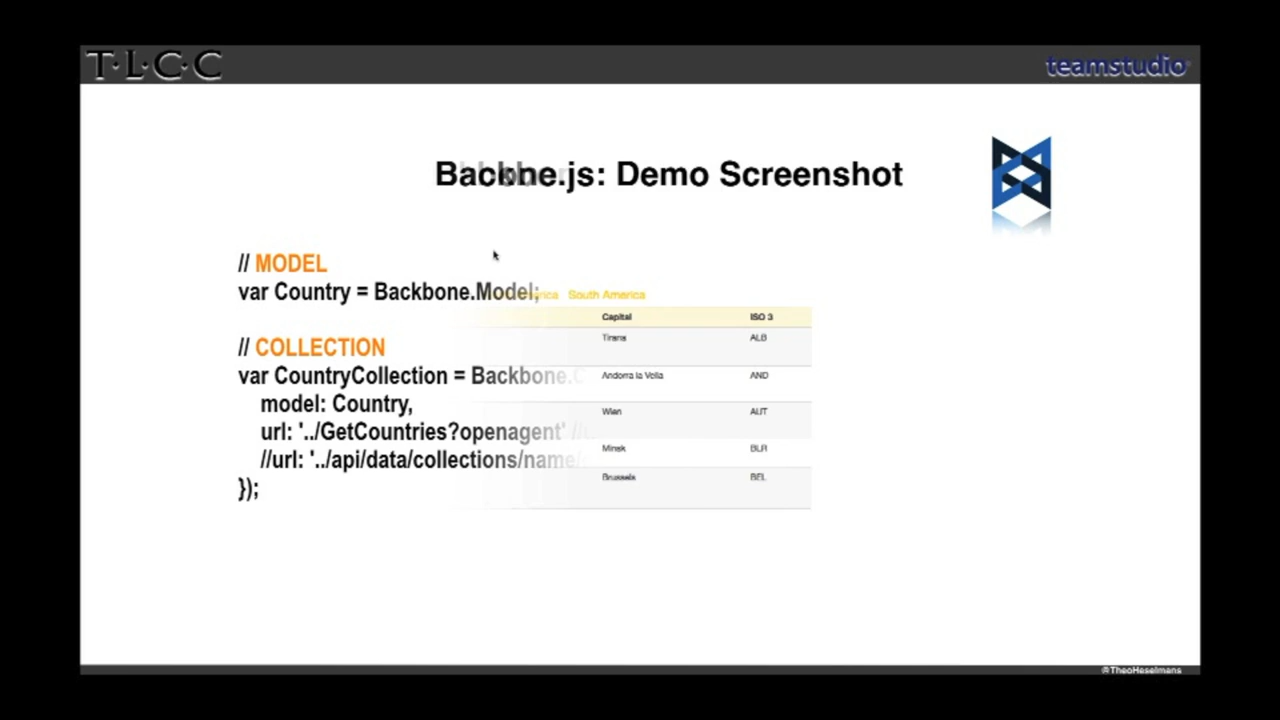 T·L·C·C
teamstudio
Backbone.js: Demo Screenshot
// MODEL
var Country = Backbone.Model;
South America
Capital ISO 3
Tirana ALB
// COLLECTION
var CountryCollection = Backbone.C
Andorra la Vella AND
model: Country,
Wien AUT
url: '../GetCountries?openagent' //
Minsk BLR
//url: '../api/data/collections/name/
Brussels BEL
});
@TheoHeselmans